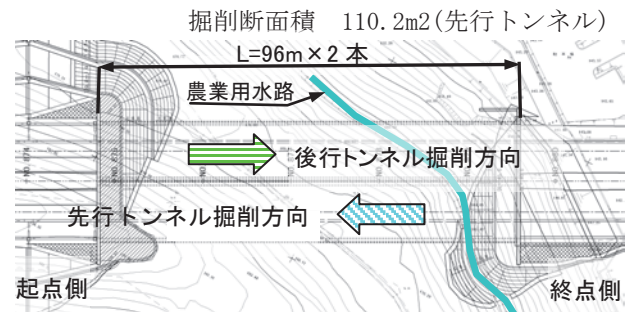 掘削断面積　110.2m2(先行トンネル)
L=96m×2 本
農業用水路
後行トンネル掘削方向
先行トンネル掘削方向
起点側
終点側